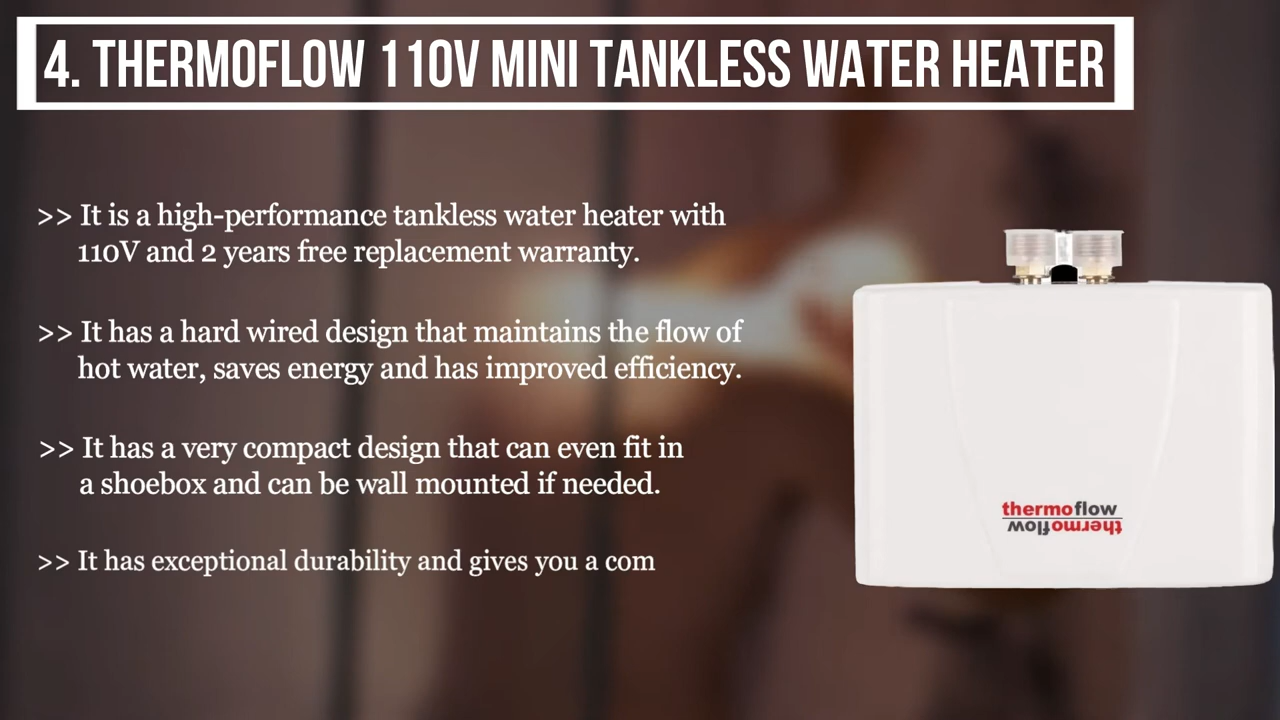 4. THERMOFLOW 110V MINI TANKLESS WATER HEATER
>> It is a high-performance tankless water heater with
110V and 2 years free replacement warranty.
>> It has a hard wired design that maintains the flow of
hot water, saves energy and has improved efficiency.
>> It has a very compact design that can even fit in
a shoebox and can be wall mounted if needed.
>> It has exceptional durability and gives you a com
thermoflow
thermoflow